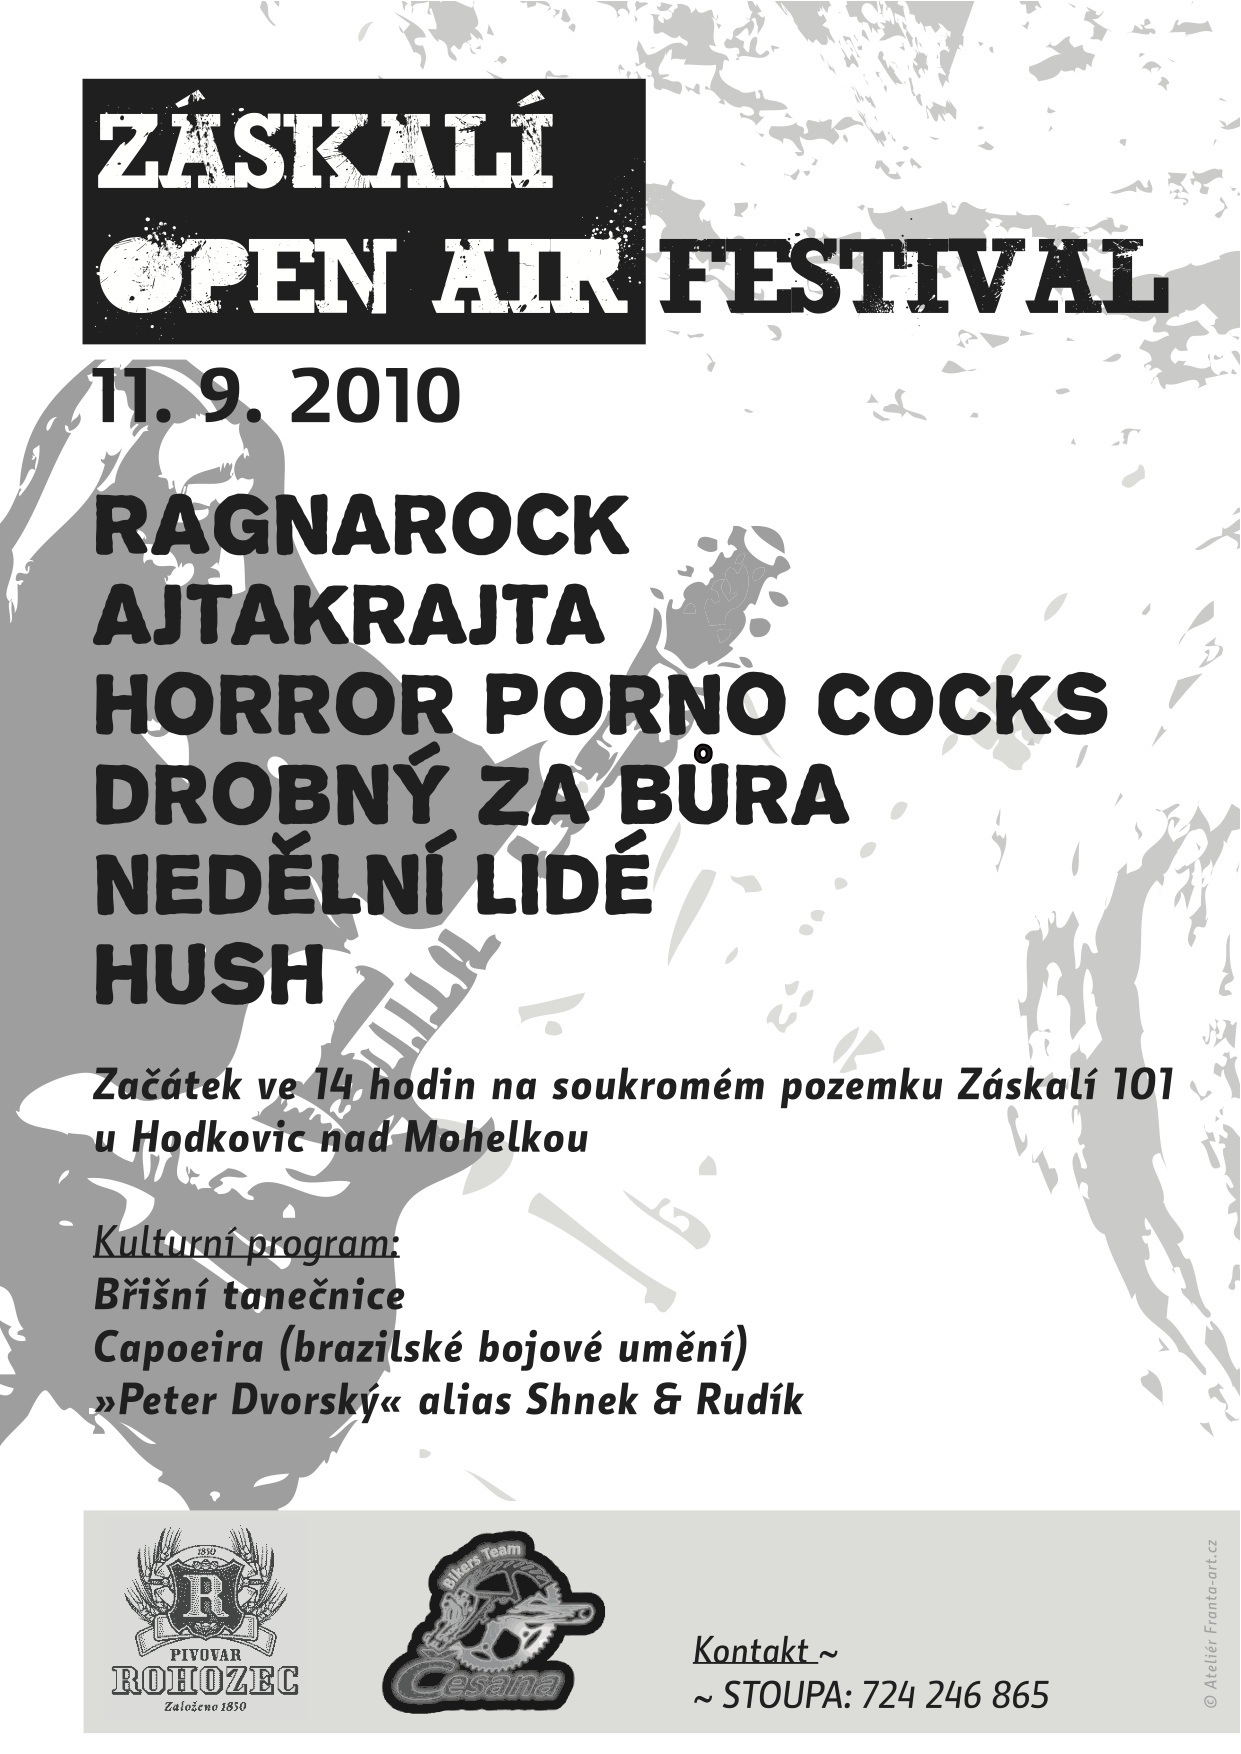 ZÁSKALÍ
OPEN AIR FESTIVAL
11. 9. 2010
RAGNAROCK
AJTAKRAJTA
HORROR PORNO COCKS
DROBNÝ ZA BŮRA
NEDĚLNÍ LIDÉ
HUSH
Začátek ve 14 hodin na soukromém pozemku Záskalí 101
u Hodkovic nad Mohelkou
Kulturní program:
Břišní tanečnice
Capoeira (brazilské bojové umění)
»Peter Dvorský« alias Shnek & Rudík
1850
R
PIVOVAR
ROHOZEC
Založeno 1850
Bikers Team
Česana
Kontakt ~
~ STOUPA: 724 246 865
© Ateliér Franta-art.cz